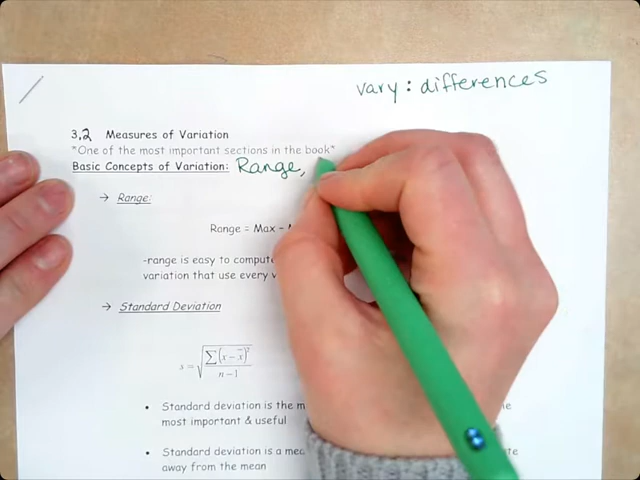 vary : differences
3.2 Measures of Variation
"One of the most important sections in the book"
Basic Concepts of Variation: Range,
→ Range:
Range = Max -
-range is easy to
variation that use every
→ Standard Deviation
s = √ ∑(x - x̄)² / n - 1
• Standard deviation is the
most important & useful
• Standard deviation is a
away from the mean